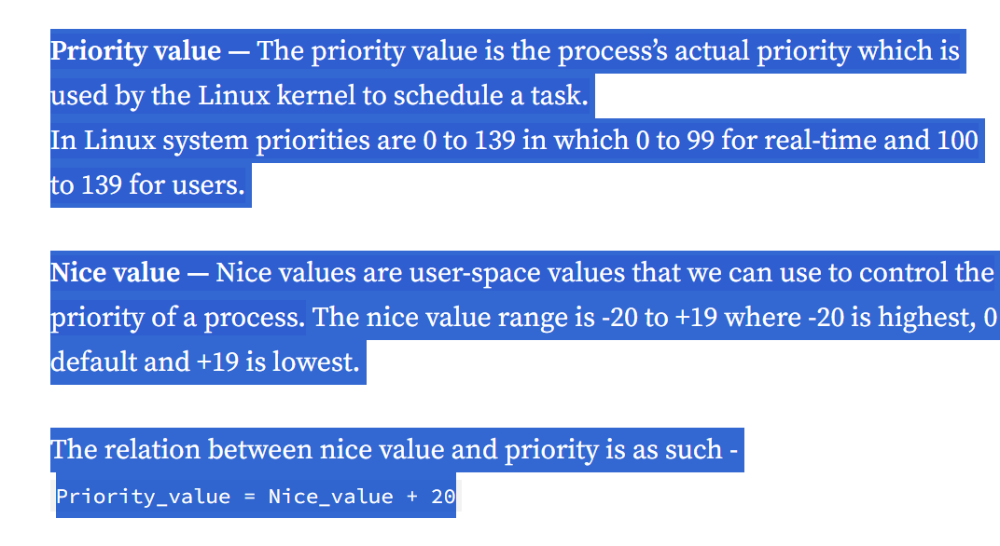 Priority value — The priority value is the process’s actual priority which is
used by the Linux kernel to schedule a task.
In Linux system priorities are 0 to 139 in which 0 to 99 for real-time and 100
to 139 for users.
Nice value — Nice values are user-space values that we can use to control the
priority of a process. The nice value range is -20 to +19 where -20 is highest, 0
default and +19 is lowest.
The relation between nice value and priority is as such -
Priority_value = Nice_value + 20